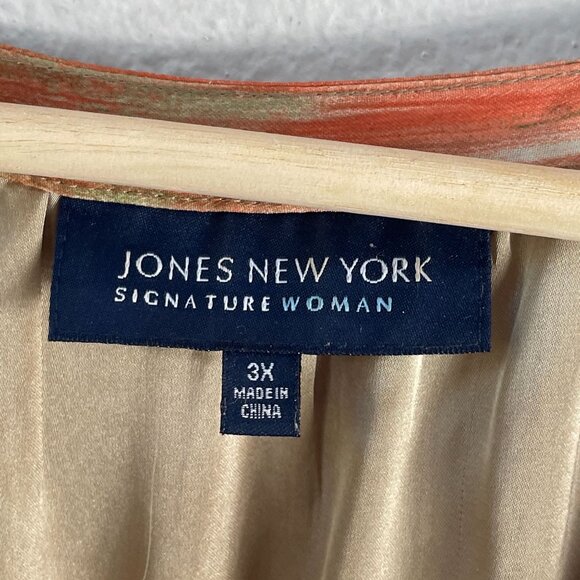 JONES NEW YORK
SIGNATURE WOMAN
3X
MADE IN
CHINA